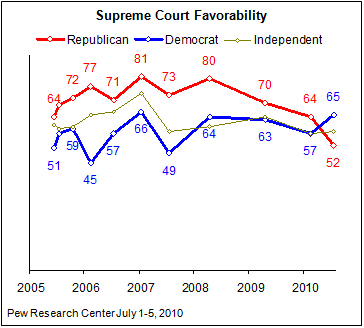 Supreme Court Favorability
Republican Democrat Independent
81 80
77
72 71 73 70
64 64 65
51 59 57 66 64 63 57 52
45 49
2005 2006 2007 2008 2009 2010
Pew Research Center July 1-5, 2010